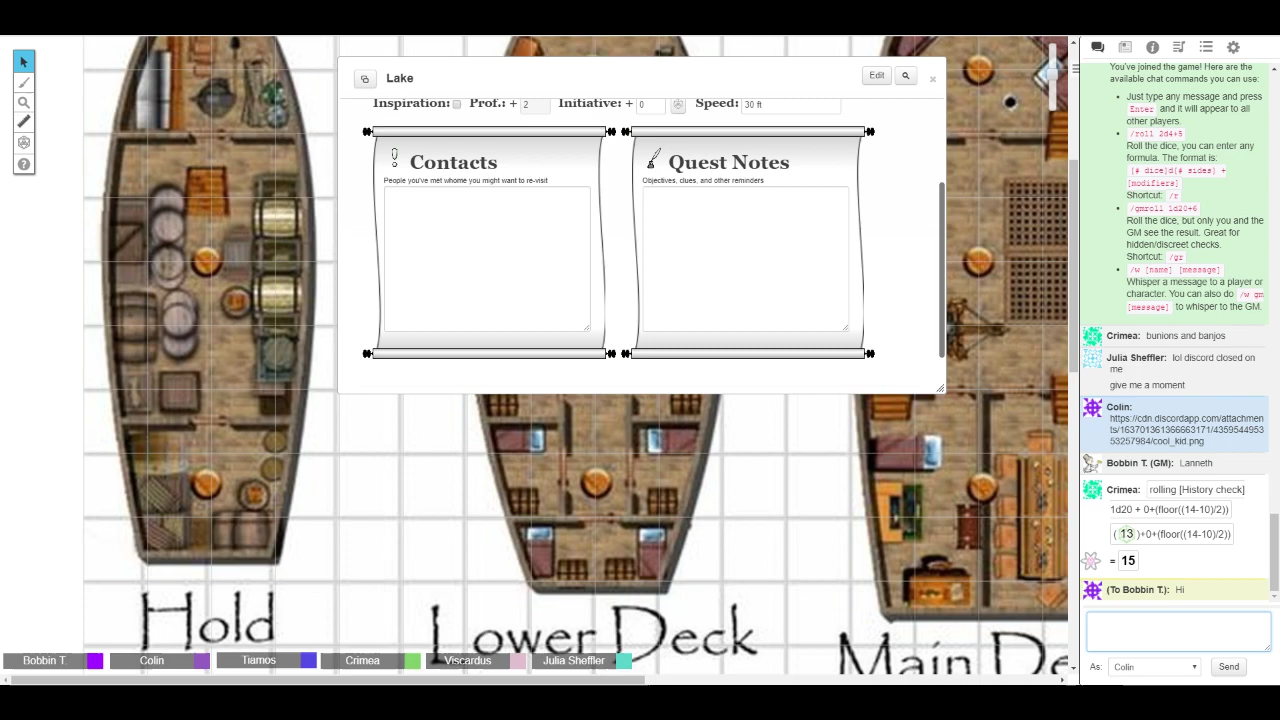 Lake
Edit
Inspiration: Prof.: + 2 Initiative: + 0 Speed: 30 ft
Contacts
People you've met whome you might want to re-visit
Quest Notes
Objectives, clues, and other reminders
Hold
Lower Deck
Main De
Bobbin T.
Colin
Tiamos
Crimea
Viscardus
Julia Sheffler
You've joined the game! Here are the
available chat commands you can use:
Just type any message and press
Enter and it will appear to all
other players.
/roll 2d4+5
Roll the dice, you can enter any
formula. The format is:
[# dice]d[# sides] +
[modifiers]
Shortcut: /r
/gmroll 1d20+6
Roll the dice, but only you and the
GM see the result. Great for
hidden/discreet checks.
Shortcut: /gr
/w [name] [message]
Whisper a message to a player or
character. You can also do /w gm
[message] to whisper to the GM.
Crimea: bunions and banjos
Julia Sheffler: lol discord closed on
me
give me a moment
Colin:
https://cdn.discordapp.com/attachmen
ts/163701361366663171/4359544953
53257984/cool_kid.png
Bobbin T. (GM): Lanneth
Crimea: rolling [History check]
1d20 + 0+(floor((14-10)/2))
(13)+0+(floor((14-10)/2))
= 15
(To Bobbin T.): Hi
As: Colin
Send